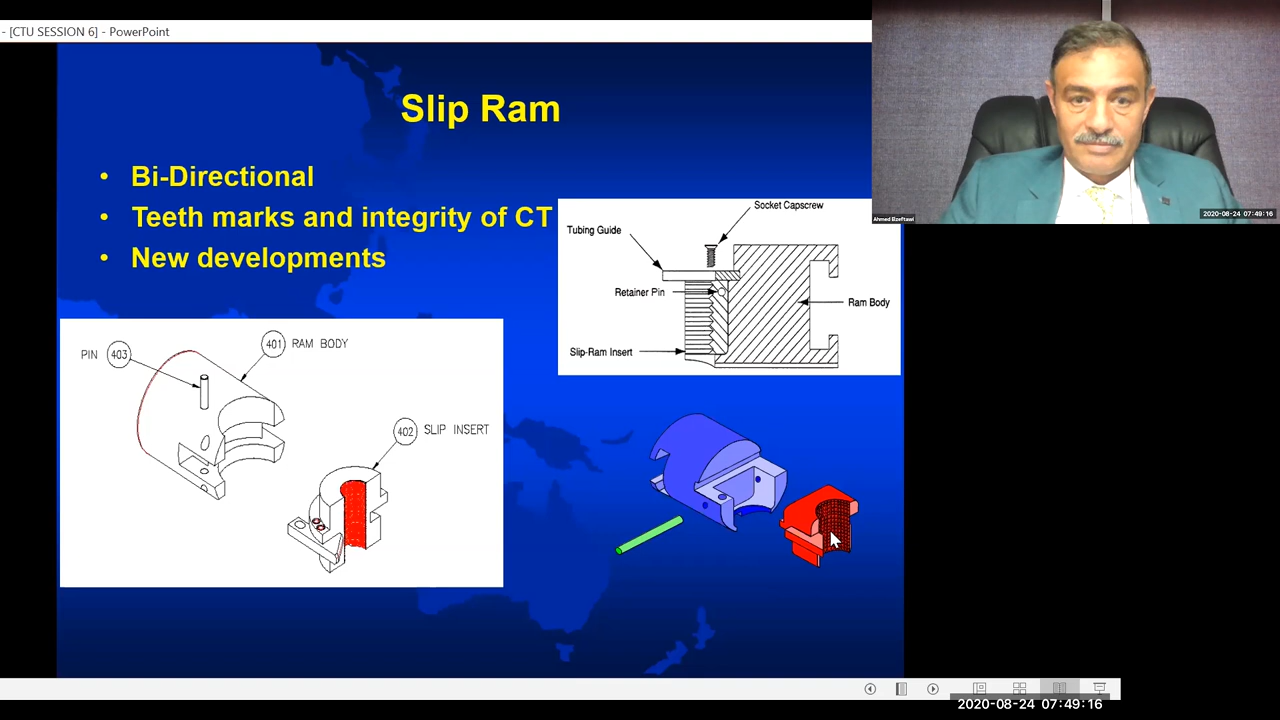 - [CTU SESSION 6] - PowerPoint
Slip Ram
• Bi-Directional
• Teeth marks and integrity of CT
• New developments
Socket Capscrew
Tubing Guide
Retainer Pin
Ram Body
Slip-Ram Insert
PIN 403
401 RAM BODY
402 SLIP INSERT
Ahmed Elzeftawi
2020-08-24 07:49:16
2020-08-24 07:49:16